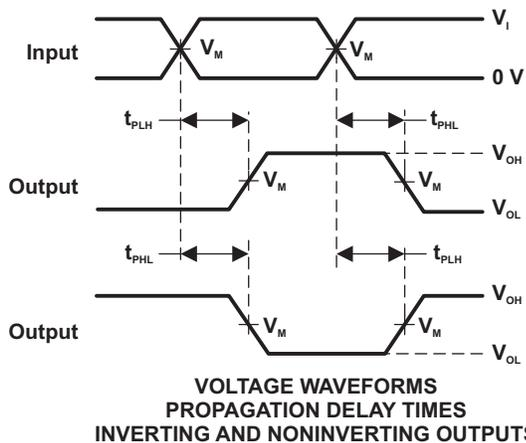 V_I
Input V_M V_M
0 V
t_PLH t_PHL
V_OH
Output V_M V_M
V_OL
t_PHL t_PLH
V_OH
Output V_M V_M
V_OL
VOLTAGE WAVEFORMS
PROPAGATION DELAY TIMES
INVERTING AND NONINVERTING OUTPUTS